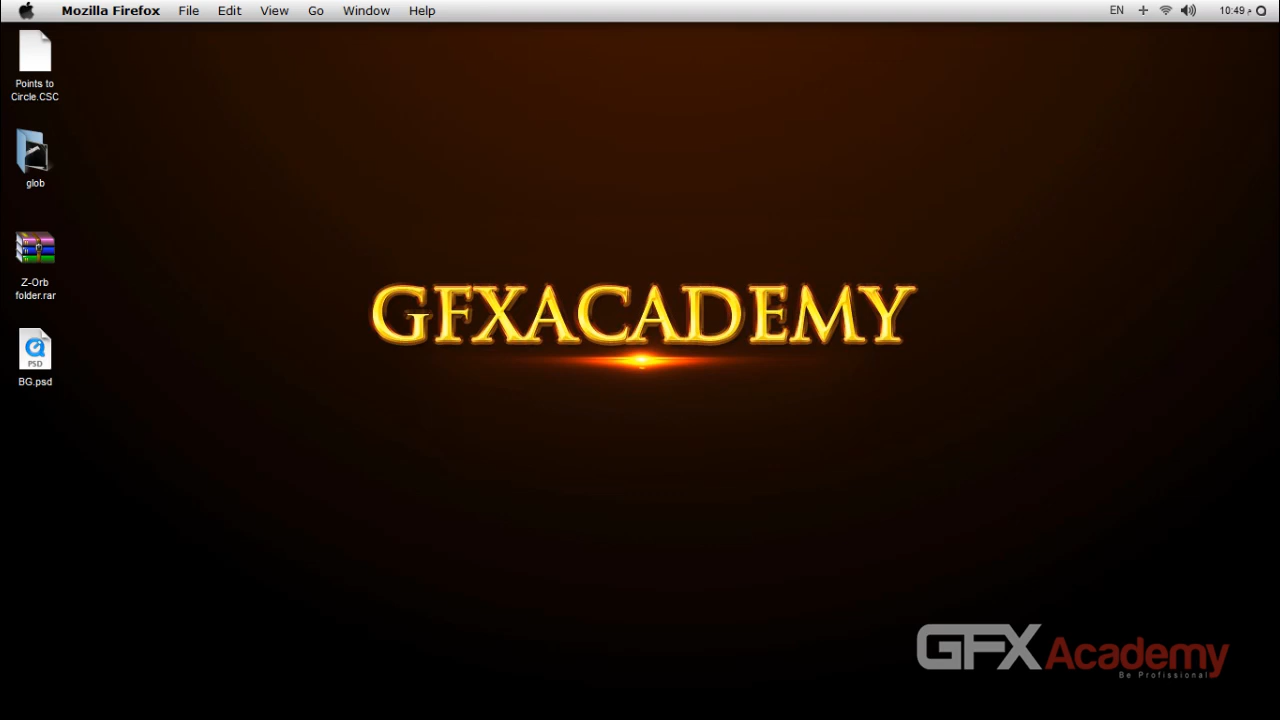 Mozilla Firefox File Edit View Go Window Help EN 10:49 م
Points to
Circle.CSC
glob
Z-Orb
folder.rar
PSD
BG.psd
GFXACADEMY
GFX Academy
Be Profissional